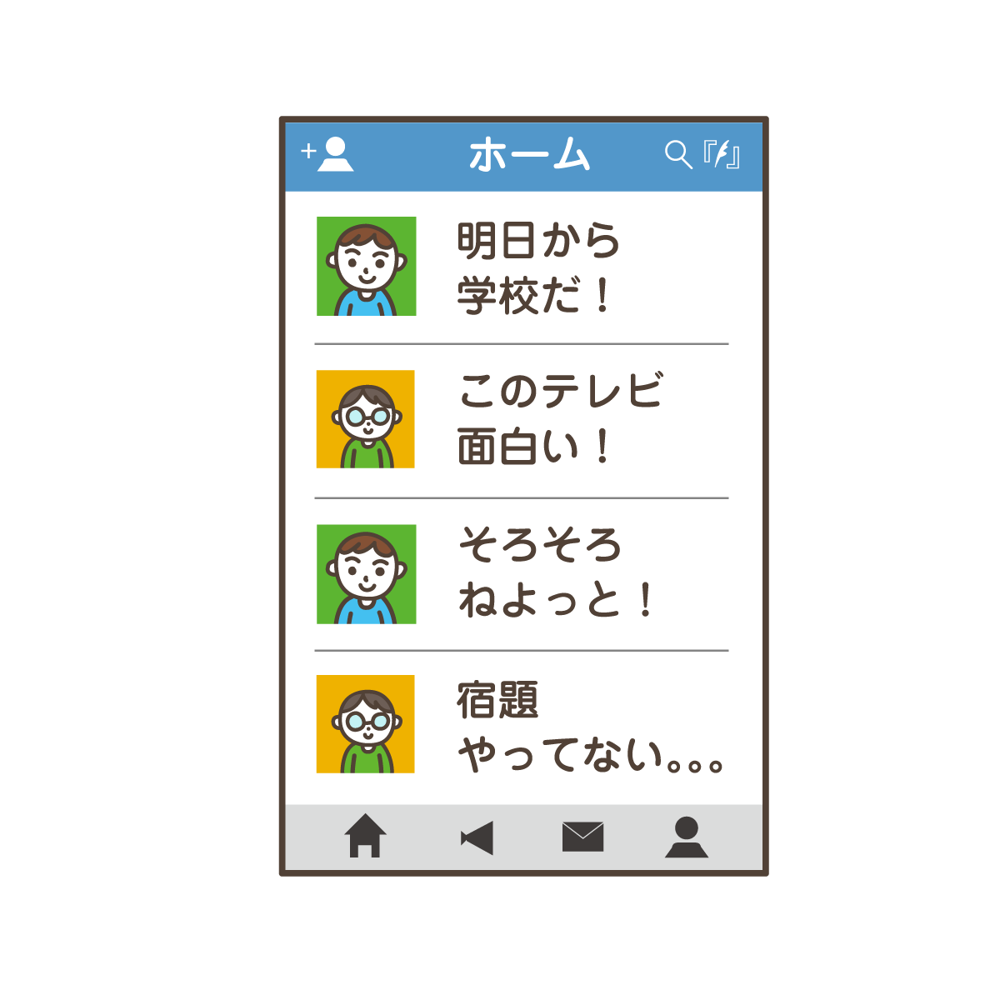 ホーム
明日から
学校だ！
このテレビ
面白い！
そろそろ
ねよっと！
宿題
やってない。。。